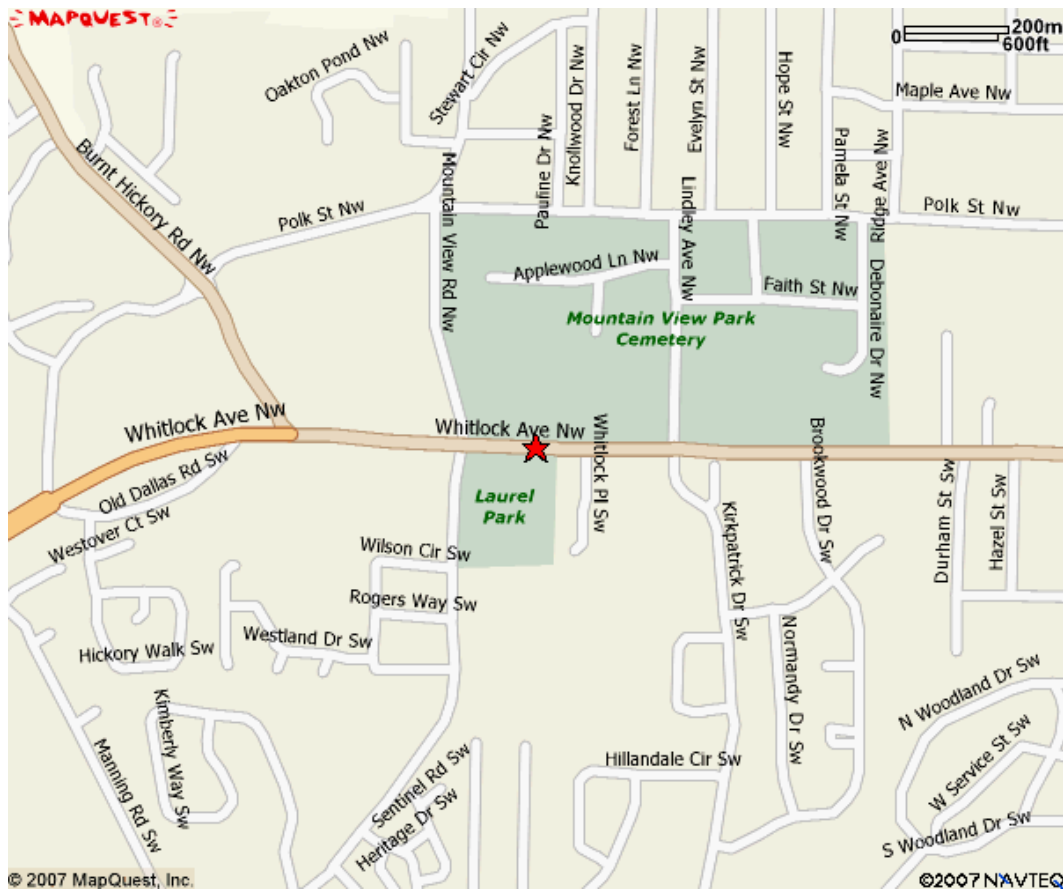 MAPQUEST®
0 200m
600ft
Oakton Pond Nw
Stewart Cir Nw
Knollwood Dr Nw
Forest Ln Nw
Evelyn St Nw
Hope St Nw
Maple Ave Nw
Burnt Hickory Rd Nw
Mountain View Rd Nw
Pauline Dr Nw
Lindley Ave Nw
Pamela St Nw
Ridge Ave Nw
Polk St Nw
Polk St Nw
Applewood Ln Nw
Faith St Nw
Debonaire Dr Nw
Mountain View Park
Cemetery
Whitlock Ave Nw
Whitlock Ave Nw
Whitlock Pl Sw
Brookwood Dr Sw
Old Dallas Rd Sw
Laurel
Park
Westover Ct Sw
Kirkpatrick Dr Sw
Durham St Sw
Hazel St Sw
Wilson Cir Sw
Rogers Way Sw
Westland Dr Sw
Hickory Walk Sw
Normandy Dr Sw
N Woodland Dr Sw
Kimberly Way Sw
Manning Rd Sw
Sentinel Rd Sw
Heritage Dr Sw
Hillandale Cir Sw
W Service St Sw
S Woodland Dr Sw
© 2007 MapQuest, Inc.
©2007 NAVTEQ